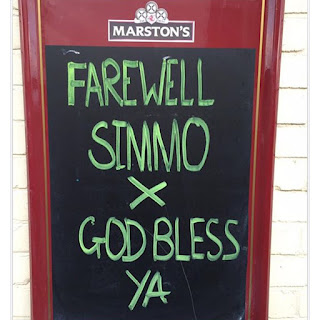 MARSTON'S
FAREWELL
SIMMO
X
GOD BLESS
YA